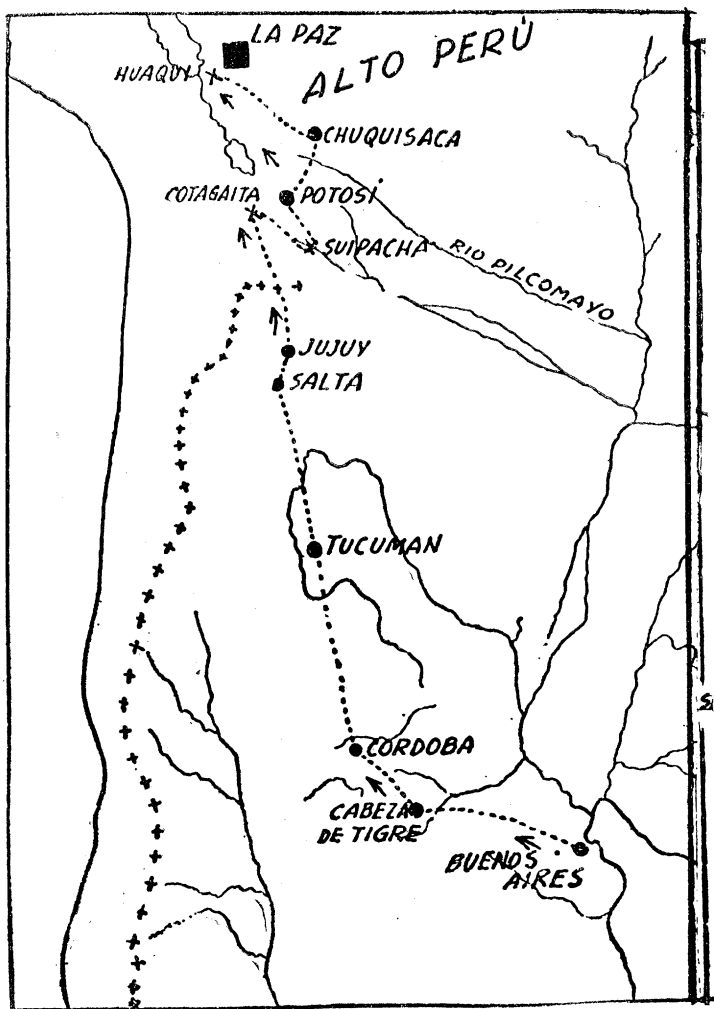 LA PAZ
HUAQUI
ALTO PERÚ
CHUQUISACA
COTAGAITA
POTOSÍ
SUIPACHA
RIO PILCOMAYO
JUJUY
SALTA
TUCUMAN
CORDOBA
CABEZA
DE TIGRE
BUENOS
AIRES